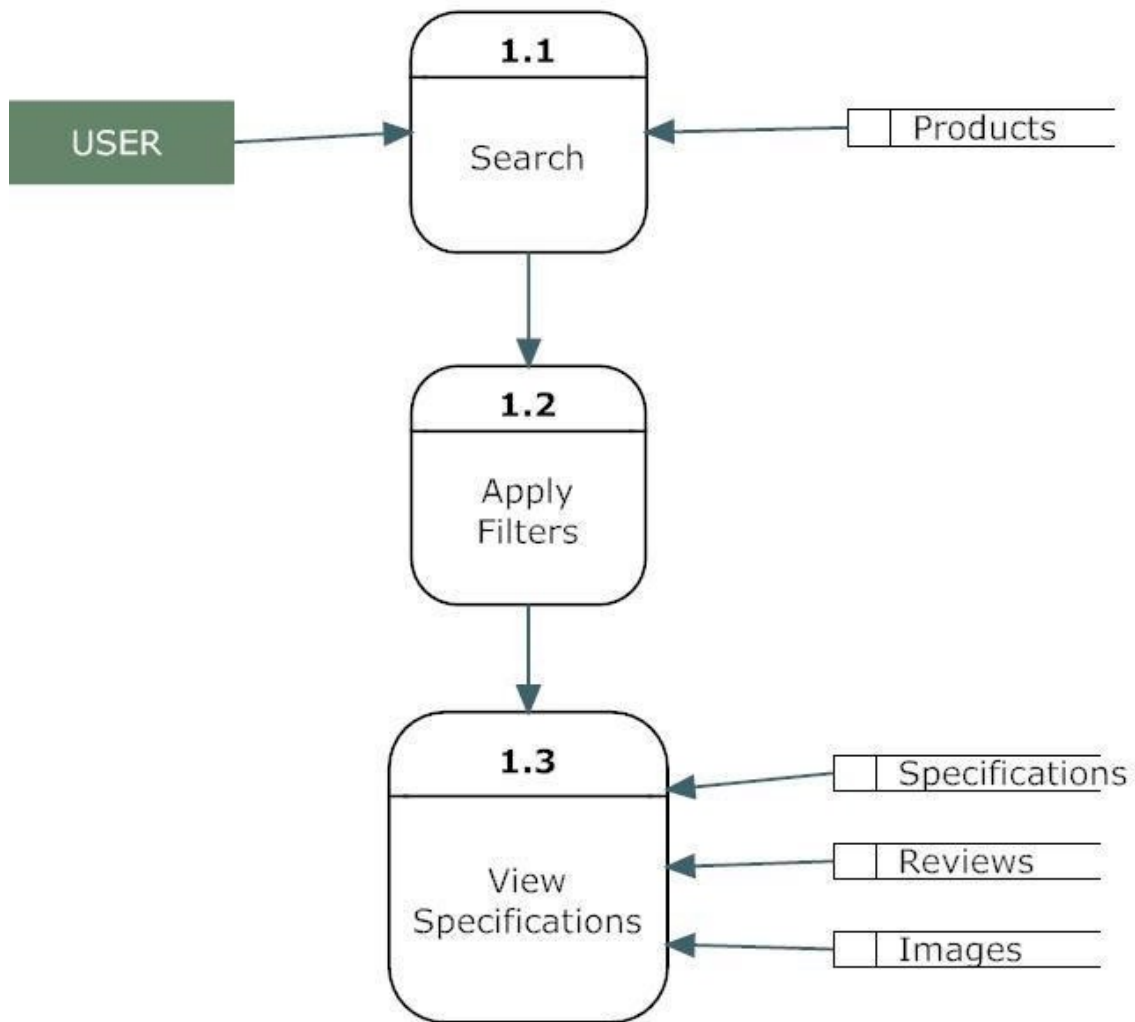 1.1
USER
Search
Products
1.2
Apply
Filters
1.3
View
Specifications
Specifications
Reviews
Images